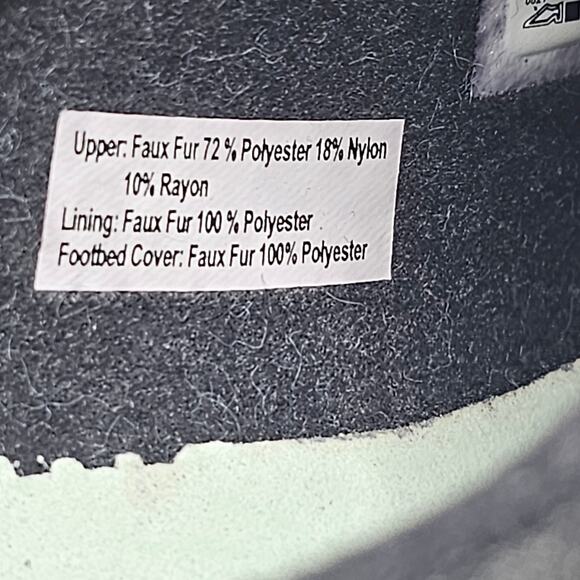 Upper: Faux Fur 72 % Polyester 18% Nylon
10% Rayon
Lining: Faux Fur 100 % Polyester
Footbed Cover: Faux Fur 100% Polyester